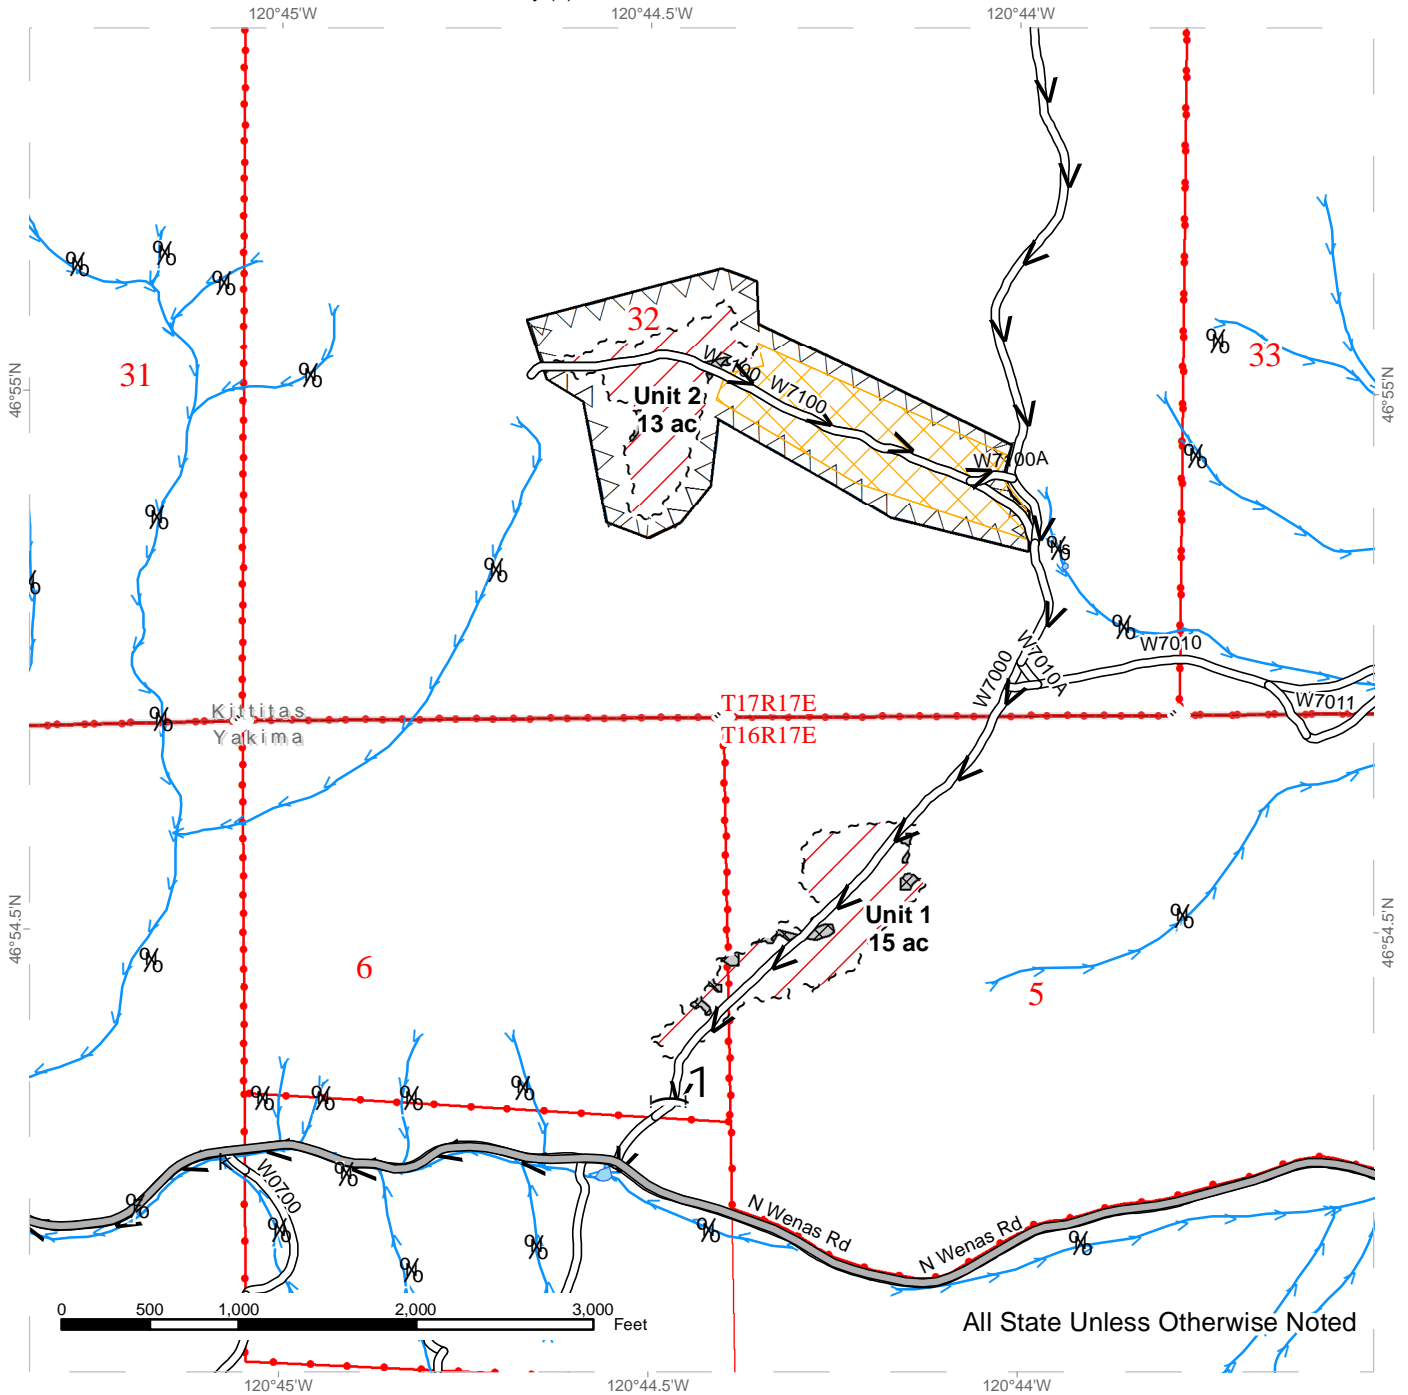 120°45'W
120°44.5'W
120°44'W
32
31
33
46°55'N
46°55'N
W7100
W7100
Unit 2
13 ac
W7100A
W7010
W7010A
W7000
W7011
Kittitas
Yakima
T17R17E
T16R17E
Unit 1
15 ac
46°54.5'N
46°54.5'N
6
5
1
W0700
N Wenas Rd
N Wenas Rd
0 500 1,000 2,000 3,000
Feet
All State Unless Otherwise Noted
120°45'W
120°44.5'W
120°44'W